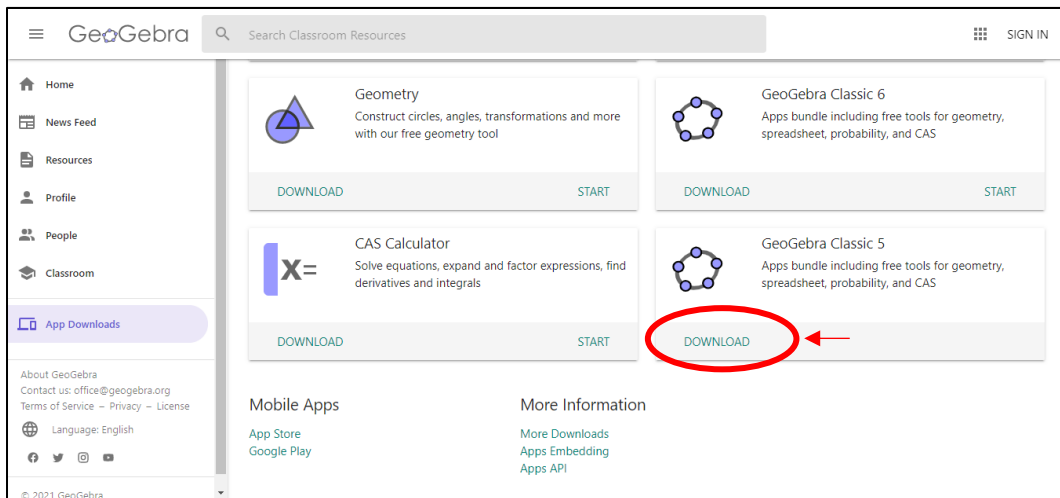 GeoGebra
Search Classroom Resources
SIGN IN
Home
News Feed
Resources
Profile
People
Classroom
App Downloads
About GeoGebra
Contact us: office@geogebra.org
Terms of Service – Privacy – License
Language: English
© 2021 GeoGebra
Geometry
Construct circles, angles, transformations and more
with our free geometry tool
DOWNLOAD
START
GeoGebra Classic 6
Apps bundle including free tools for geometry,
spreadsheet, probability, and CAS
DOWNLOAD
START
X=
CAS Calculator
Solve equations, expand and factor expressions, find
derivatives and integrals
DOWNLOAD
START
GeoGebra Classic 5
Apps bundle including free tools for geometry,
spreadsheet, probability, and CAS
DOWNLOAD
Mobile Apps
App Store
Google Play
More Information
More Downloads
Apps Embedding
Apps API